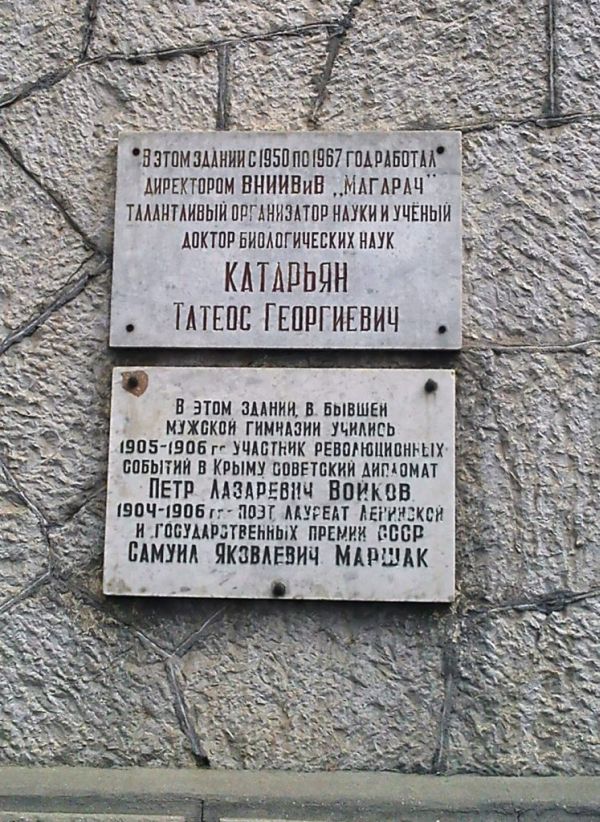 В ЭТОМ ЗДАНИИ С 1950 ПО 1967 ГОД РАБОТАЛ
ДИРЕКТОРОМ ВНИИВиВ „МАГАРАЧ”
ТАЛАНТЛИВЫЙ ОРГАНИЗАТОР НАУКИ И УЧЁНЫЙ
ДОКТОР БИОЛОГИЧЕСКИХ НАУК
КАТАРЬЯН
ТАТЕОС ГЕОРГИЕВИЧ
В ЭТОМ ЗДАНИИ, В БЫВШЕЙ
МУЖСКОЙ ГИМНАЗИИ УЧИЛИСЬ
1905-1906 гг УЧАСТНИК РЕВОЛЮЦИОННЫХ
СОБЫТИЙ В КРЫМУ СОВЕТСКИЙ ДИПЛОМАТ
ПЕТР ЛАЗАРЕВИЧ ВОЙКОВ
1904-1906 гг- ПОЭТ ЛАУРЕАТ ЛЕНИНСКОЙ
И ГОСУДАРСТВЕННЫХ ПРЕМИЙ СССР
САМУИЛ ЯКОВЛЕВИЧ МАРШАК